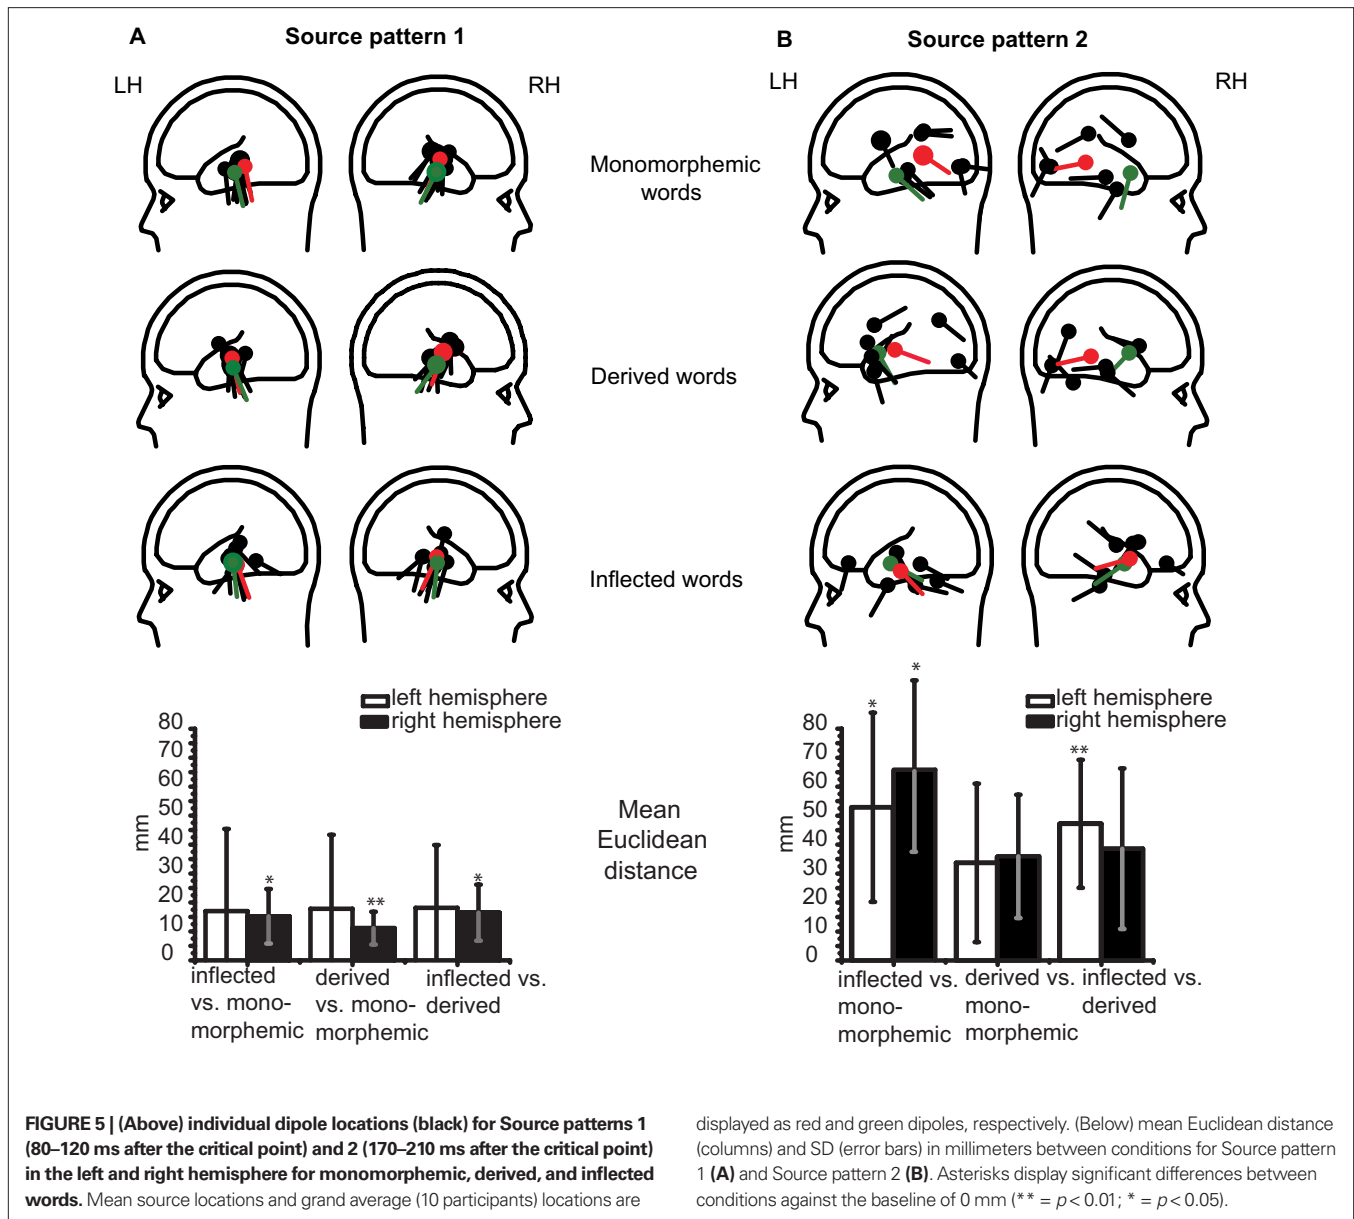 A Source pattern 1
LH RH
B Source pattern 2
LH RH
Monomorphemic
words
Derived words
Inflected words
left hemisphere
right hemisphere
80
70
60
50
40
30
20
10
0
mm
* ** *
inflected
vs. mono-
morphemic
derived
vs. mono-
morphemic
inflected vs.
derived
Mean
Euclidean
distance
left hemisphere
right hemisphere
80
70
60
50
40
30
20
10
0
mm
* * **
inflected vs.
mono-
morphemic
derived vs.
mono-
morphemic
inflected vs.
derived
FIGURE 5 | (Above) individual dipole locations (black) for Source patterns 1
(80–120 ms after the critical point) and 2 (170–210 ms after the critical point)
in the left and right hemisphere for monomorphemic, derived, and inflected
words. Mean source locations and grand average (10 participants) locations are
displayed as red and green dipoles, respectively. (Below) mean Euclidean distance
(columns) and SD (error bars) in millimeters between conditions for Source pattern
1 (A) and Source pattern 2 (B). Asterisks display significant differences between
conditions against the baseline of 0 mm (** = p < 0.01; * = p < 0.05).